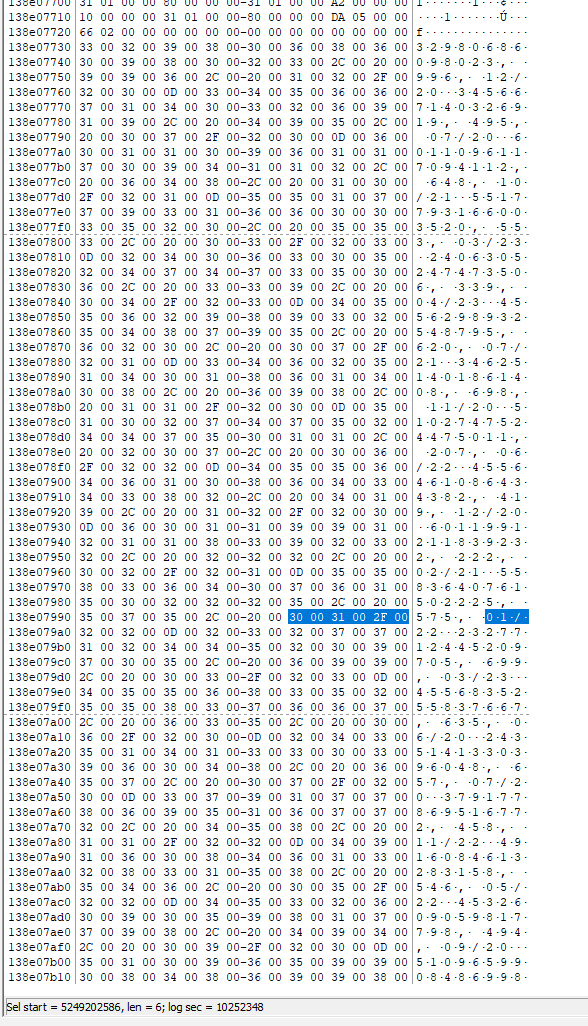 138e07710 10 00 00 00 31 01 00 00-80 00 00 00 DA 05 00 00 ····1·······Ú···
138e07720 66 02 00 00 00 00 00 00-00 00 00 00 00 00 00 00 f···············
138e07730 33 00 32 00 39 00 38 00-30 00 36 00 38 00 36 00 3·2·9·8·0·6·8·6·
138e07740 30 00 39 00 38 00 30 00-32 00 33 00 2C 00 20 00 0·9·8·0·2·3·,· ·
138e07750 39 00 39 00 36 00 2C 00-20 00 31 00 32 00 2F 00 9·9·6·,· ·1·2·/·
138e07760 32 00 30 00 0D 00 33 00-34 00 35 00 36 00 36 00 2·0···3·4·5·6·6·
138e07770 37 00 31 00 34 00 30 00-33 00 32 00 36 00 39 00 7·1·4·0·3·2·6·9·
138e07780 31 00 39 00 2C 00 20 00-34 00 39 00 35 00 2C 00 1·9·,· ·4·9·5·,·
138e07790 20 00 30 00 37 00 2F 00-32 00 30 00 0D 00 36 00  ·0·7·/·2·0···6·
138e077a0 30 00 31 00 31 00 30 00-39 00 36 00 31 00 31 00 0·1·1·0·9·6·1·1·
138e077b0 37 00 30 00 39 00 34 00-31 00 31 00 32 00 2C 00 7·0·9·4·1·1·2·,·
138e077c0 20 00 36 00 34 00 38 00-2C 00 20 00 31 00 30 00  ·6·4·8·,· ·1·0·
138e077d0 2F 00 32 00 31 00 0D 00-35 00 35 00 31 00 37 00 /·2·1···5·5·1·7·
138e077e0 37 00 39 00 33 00 31 00-36 00 36 00 30 00 30 00 7·9·3·1·6·6·0·0·
138e077f0 33 00 35 00 32 00 30 00-2C 00 20 00 35 00 35 00 3·5·2·0·,· ·5·5·
138e07800 33 00 2C 00 20 00 30 00-33 00 2F 00 32 00 33 00 3·,· ·0·3·/·2·3·
138e07810 0D 00 32 00 34 00 30 00-36 00 33 00 30 00 35 00 ··2·4·0·6·3·0·5·
138e07820 32 00 34 00 37 00 34 00-37 00 33 00 35 00 30 00 2·4·7·4·7·3·5·0·
138e07830 36 00 2C 00 20 00 33 00-33 00 39 00 2C 00 20 00 6·,· ·3·3·9·,· ·
138e07840 30 00 34 00 2F 00 32 00-33 00 0D 00 34 00 35 00 0·4·/·2·3···4·5·
138e07850 35 00 36 00 32 00 39 00-38 00 39 00 33 00 32 00 5·6·2·9·8·9·3·2·
138e07860 35 00 34 00 38 00 37 00-39 00 35 00 2C 00 20 00 5·4·8·7·9·5·,· ·
138e07870 36 00 32 00 30 00 2C 00-20 00 30 00 37 00 2F 00 6·2·0·,· ·0·7·/·
138e07880 32 00 31 00 0D 00 33 00-34 00 36 00 32 00 35 00 2·1···3·4·6·2·5·
138e07890 31 00 34 00 30 00 31 00-38 00 36 00 31 00 34 00 1·4·0·1·8·6·1·4·
138e078a0 30 00 38 00 2C 00 20 00-36 00 39 00 38 00 2C 00 0·8·,· ·6·9·8·,·
138e078b0 20 00 31 00 31 00 2F 00-32 00 30 00 0D 00 35 00  ·1·1·/·2·0···5·
138e078c0 31 00 30 00 32 00 37 00-34 00 37 00 35 00 32 00 1·0·2·7·4·7·5·2·
138e078d0 34 00 34 00 37 00 35 00-30 00 31 00 31 00 2C 00 4·4·7·5·0·1·1·,·
138e078e0 20 00 32 00 30 00 37 00-2C 00 20 00 30 00 36 00  ·2·0·7·,· ·0·6·
138e078f0 2F 00 32 00 32 00 0D 00-34 00 35 00 35 00 36 00 /·2·2···4·5·5·6·
138e07900 34 00 36 00 31 00 30 00-38 00 36 00 34 00 33 00 4·6·1·0·8·6·4·3·
138e07910 34 00 33 00 38 00 32 00-2C 00 20 00 34 00 31 00 4·3·8·2·,· ·4·1·
138e07920 39 00 2C 00 20 00 31 00-32 00 2F 00 32 00 30 00 9·,· ·1·2·/·2·0·
138e07930 0D 00 36 00 30 00 31 00-31 00 39 00 39 00 31 00 ··6·0·1·1·9·9·1·
138e07940 32 00 31 00 31 00 38 00-33 00 39 00 32 00 33 00 2·1·1·8·3·9·2·3·
138e07950 32 00 2C 00 20 00 32 00-32 00 32 00 2C 00 20 00 2·,· ·2·2·2·,· ·
138e07960 30 00 32 00 2F 00 32 00-31 00 0D 00 35 00 35 00 0·2·/·2·1···5·5·
138e07970 38 00 33 00 36 00 34 00-30 00 37 00 36 00 31 00 8·3·6·4·0·7·6·1·
138e07980 35 00 30 00 32 00 32 00-32 00 35 00 2C 00 20 00 5·0·2·2·2·5·,· ·
138e07990 35 00 37 00 35 00 2C 00-20 00 30 00 31 00 2F 00 5·7·5·,· ·0·1·/·
138e079a0 32 00 32 00 0D 00 32 00-33 00 32 00 37 00 37 00 2·2···2·3·2·7·7·
138e079b0 31 00 32 00 34 00 34 00-35 00 32 00 30 00 39 00 1·2·4·4·5·2·0·9·
138e079c0 37 00 30 00 35 00 2C 00-20 00 36 00 39 00 39 00 7·0·5·,· ·6·9·9·
138e079d0 2C 00 20 00 30 00 33 00-2F 00 32 00 33 00 0D 00 ,· ·0·3·/·2·3···
138e079e0 34 00 35 00 35 00 36 00-38 00 33 00 35 00 32 00 4·5·5·6·8·3·5·2·
138e079f0 35 00 35 00 38 00 33 00-37 00 36 00 36 00 37 00 5·5·8·3·7·6·6·7·
138e07a00 2C 00 20 00 36 00 33 00-35 00 2C 00 20 00 30 00 ,· ·6·3·5·,· ·0·
138e07a10 36 00 2F 00 32 00 30 00-0D 00 32 00 34 00 33 00 6·/·2·0···2·4·3·
138e07a20 35 00 31 00 34 00 31 00-33 00 33 00 30 00 33 00 5·1·4·1·3·3·0·3·
138e07a30 39 00 36 00 30 00 34 00-38 00 2C 00 20 00 36 00 9·6·0·4·8·,· ·6·
138e07a40 35 00 37 00 2C 00 20 00-30 00 37 00 2F 00 32 00 5·7·,· ·0·7·/·2·
138e07a50 30 00 0D 00 33 00 37 00-39 00 31 00 37 00 37 00 0···3·7·9·1·7·7·
138e07a60 38 00 36 00 39 00 35 00-31 00 36 00 37 00 37 00 8·6·9·5·1·6·7·7·
138e07a70 32 00 2C 00 20 00 34 00-35 00 38 00 2C 00 20 00 2·,· ·4·5·8·,· ·
138e07a80 31 00 31 00 2F 00 32 00-32 00 0D 00 34 00 39 00 1·1·/·2·2···4·9·
138e07a90 31 00 36 00 30 00 38 00-34 00 36 00 31 00 33 00 1·6·0·8·4·6·1·3·
138e07aa0 32 00 38 00 33 00 31 00-35 00 38 00 2C 00 20 00 2·8·3·1·5·8·,· ·
138e07ab0 35 00 34 00 36 00 2C 00-20 00 30 00 35 00 2F 00 5·4·6·,· ·0·5·/·
138e07ac0 32 00 32 00 0D 00 34 00-35 00 33 00 32 00 36 00 2·2···4·5·3·2·6·
138e07ad0 30 00 39 00 30 00 35 00-39 00 38 00 31 00 37 00 0·9·0·5·9·8·1·7·
138e07ae0 37 00 39 00 38 00 2C 00-20 00 34 00 39 00 34 00 7·9·8·,· ·4·9·4·
138e07af0 2C 00 20 00 30 00 39 00-2F 00 32 00 30 00 0D 00 ,· ·0·9·/·2·0···
138e07b00 35 00 31 00 30 00 39 00-36 00 35 00 39 00 39 00 5·1·0·9·6·5·9·9·
138e07b10 30 00 38 00 34 00 38 00-36 00 39 00 39 00 38 00 0·8·4·8·6·9·9·8·
Sel start = 5249202586, len = 6; log sec = 10252348